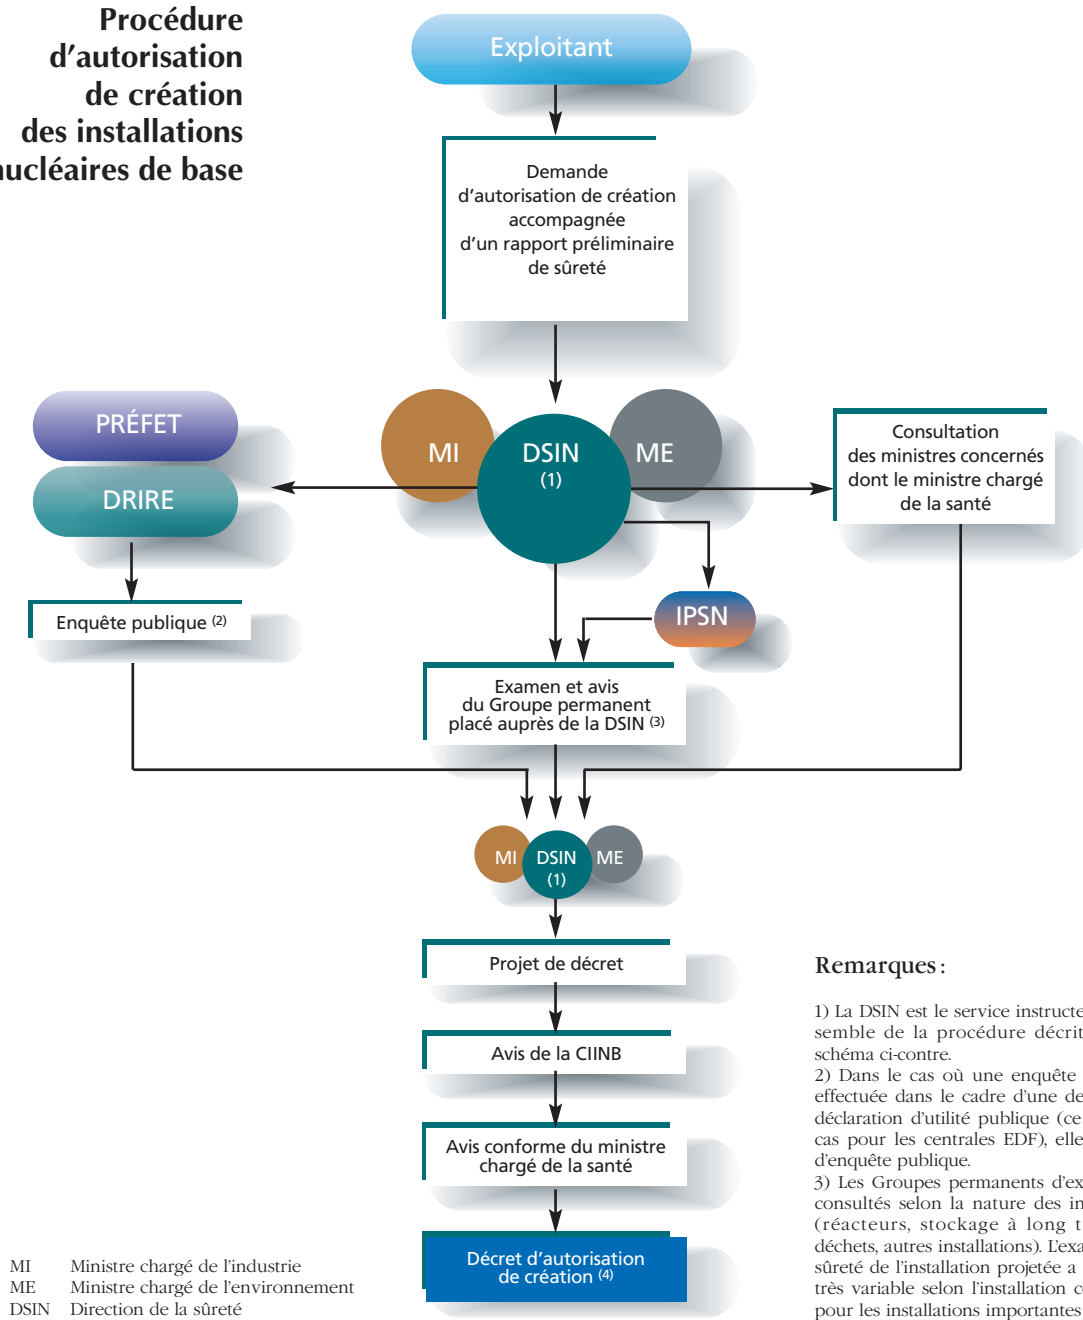 Procédure
d'autorisation
de création
des installations
nucléaires de base
Exploitant
Demande
d'autorisation de création
accompagnée
d'un rapport préliminaire
de sûreté
PRÉFET
DRIRE
MI
DSIN
(1)
ME
Consultation
des ministres concernés
dont le ministre chargé
de la santé
Enquête publique (2)
IPSN
Examen et avis
du Groupe permanent
placé auprès de la DSIN (3)
MI
DSIN
(1)
ME
Projet de décret
Avis de la CIINB
Avis conforme du ministre
chargé de la santé
Décret d'autorisation
de création (4)
MI Ministre chargé de l'industrie
ME Ministre chargé de l'environnement
DSIN Direction de la sûreté
Remarques :
1) La DSIN est le service
semble de la procédure
schéma ci-contre.
2) Dans le cas où une enquête
effectuée dans le cadre d'une
déclaration d'utilité publique (ce
cas pour les centrales EDF), elle
d'enquête publique.
3) Les Groupes permanents
consultés selon la nature des
(réacteurs, stockage à long
déchets, autres installations).
sûreté de l'installation projetée a
très variable selon l'installation
pour les installations importantes